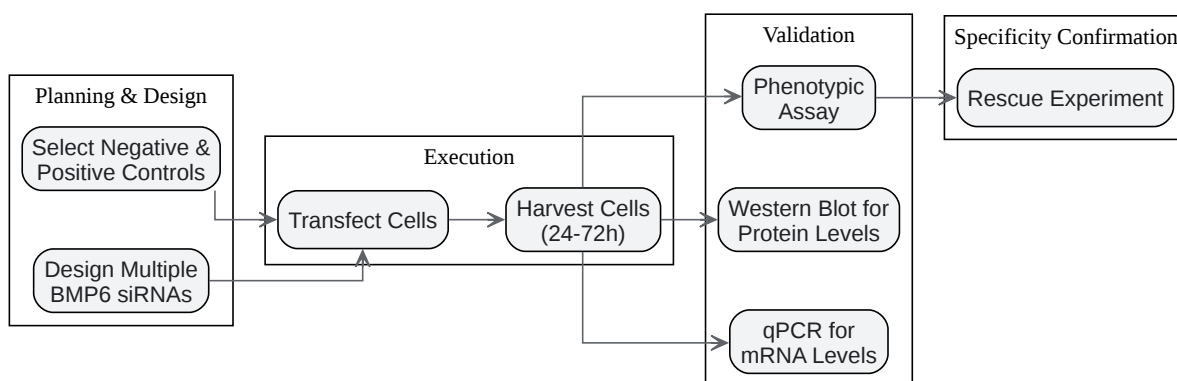 Planning & Design
Select Negative &
Positive Controls
Design Multiple
BMP6 siRNAs
Execution
Transfect Cells
Harvest Cells
(24-72h)
Validation
Phenotypic
Assay
Western Blot for
Protein Levels
qPCR for
mRNA Levels
Specificity Confirmation
Rescue Experiment